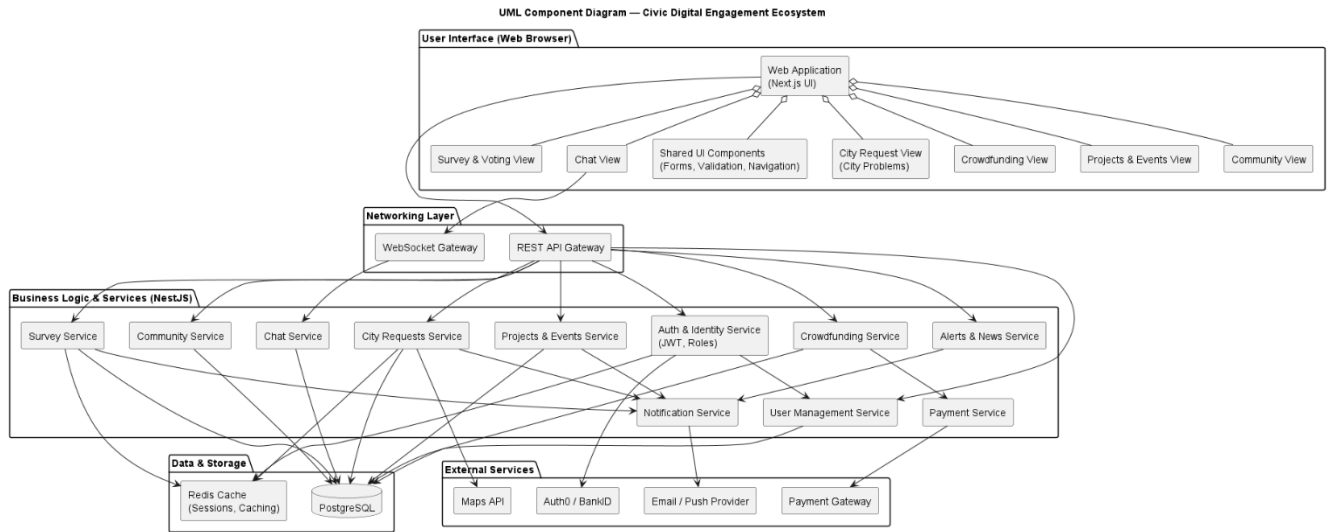 UML Component Diagram — Civic Digital Engagement Ecosystem
User Interface (Web Browser)
Web Application
(Next.js UI)
Survey & Voting View
Chat View
Shared UI Components
(Forms, Validation, Navigation)
City Request View
(City Problems)
Crowdfunding View
Projects & Events View
Community View
Networking Layer
WebSocket Gateway
REST API Gateway
Business Logic & Services (NestJS)
Survey Service
Community Service
Chat Service
City Requests Service
Projects & Events Service
Auth & Identity Service
(JWT, Roles)
Crowdfunding Service
Alerts & News Service
Notification Service
User Management Service
Payment Service
Data & Storage
Redis Cache
(Sessions, Caching)
PostgreSQL
External Services
Maps API
Auth0 / BankID
Email / Push Provider
Payment Gateway